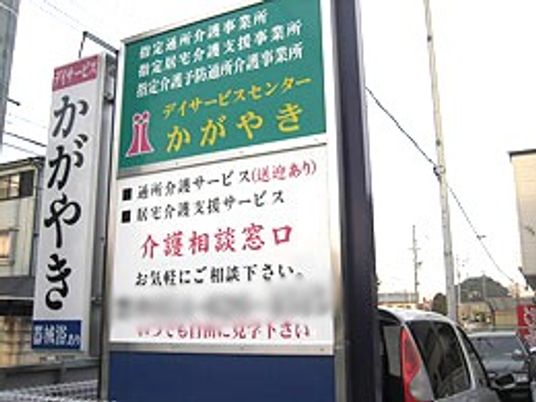 デイサービス
かがやき
器械浴あり
指定通所介護事業所
指定居宅介護支援事業所
指定介護予防通所介護事業所
デイサービスセンター
かがやき
■ 通所介護サービス(送迎あり)
■ 居宅介護支援サービス
介護相談窓口
お気軽にご相談下さい。
いつでも自由に見学下さい